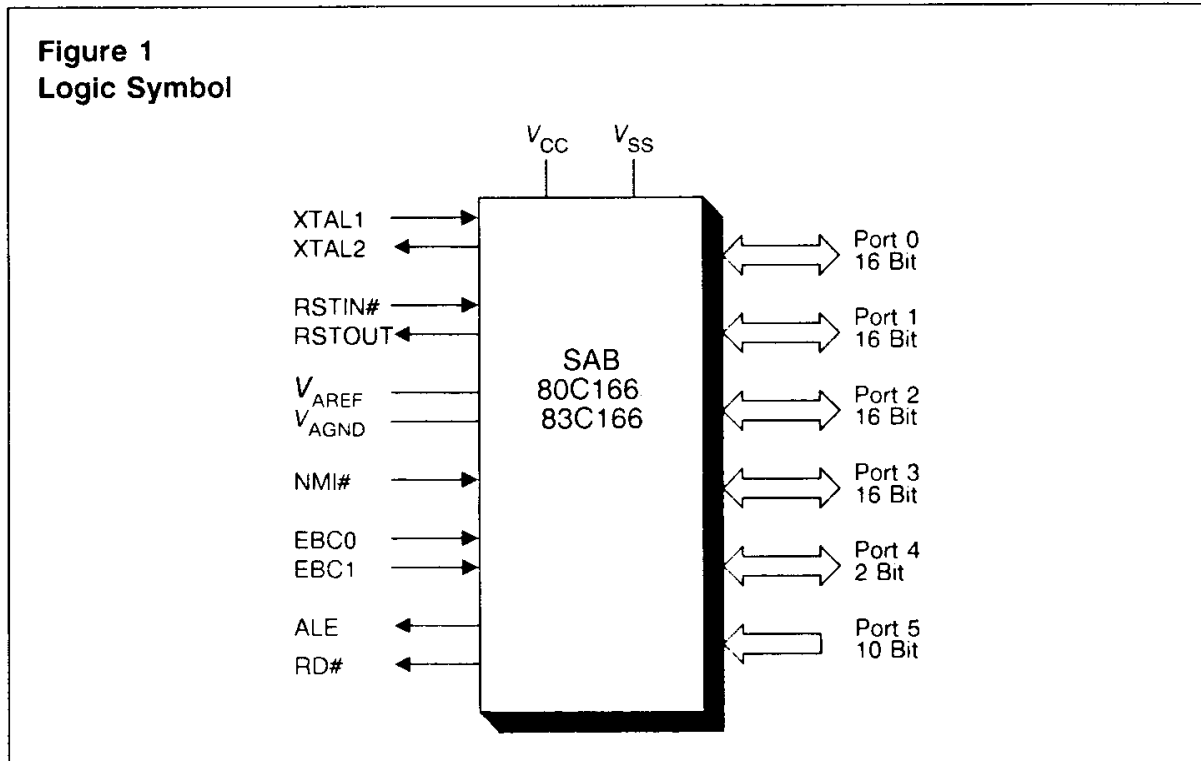 Figure 1
Logic Symbol
VCC
VSS
XTAL1
XTAL2
RSTIN#
RSTOUT
VAREF
VAGND
NMI#
EBC0
EBC1
ALE
RD#
SAB
80C166
83C166
Port 0
16 Bit
Port 1
16 Bit
Port 2
16 Bit
Port 3
16 Bit
Port 4
2 Bit
Port 5
10 Bit